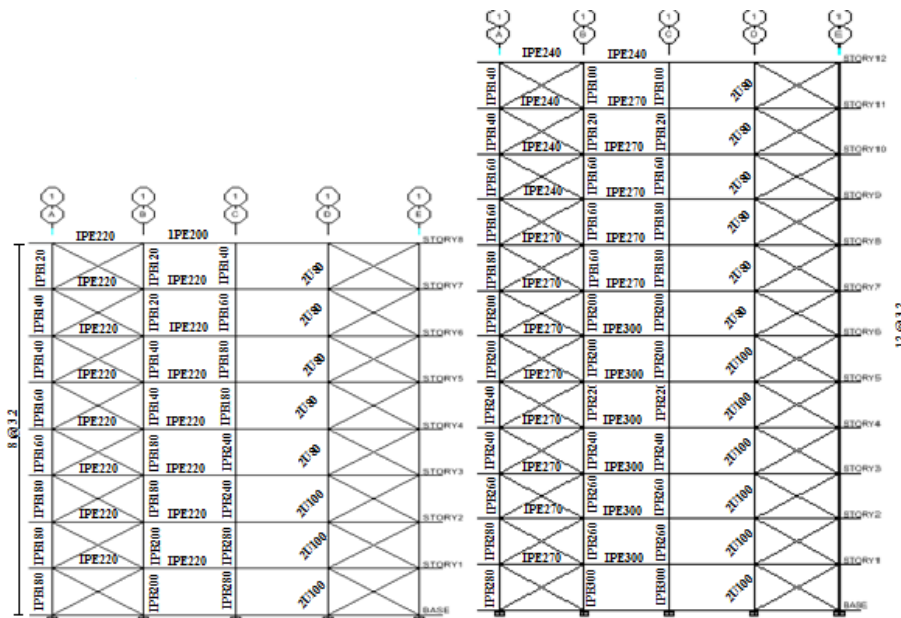 1 1 1 1 1
A B C D E
IPE240 IPE240
STORY12
IPB140 IPB100 IPB100 2U80
IPE240 IPE270
STORY11
IPB140 IPB120 IPB120 2U80
IPE240 IPE270
STORY10
IPB160 IPB160 IPB160 2U80
IPE240 IPE270
STORY9
IPB160 IPB160 IPB180 2U80
IPE270 IPE270
STORY8
IPB180 IPB160 IPB180 2U80
IPE270 IPE270
STORY7
IPB200 IPB200 IPB200 2U80
IPE270 IPE300
STORY6
IPB200 IPB200 IPB200 2U100
IPE270 IPE300
STORY5
IPB240 IPB220 IPB220 2U100
IPE270 IPE300
STORY4
IPB240 IPB240 IPB240 2U100
IPE270 IPE300
STORY3
IPB260 IPB260 IPB260 2U100
IPE270 IPE300
STORY2
IPB280 IPB260 IPB260 2U100
IPE270 IPE300
STORY1
IPB280 IPB300 IPB300 2U100
BASE
12@3.2
1 1 1 1 1
A B C D E
IPE220 IPE200
STORY8
IPB120 IPB120 IPB140 2U80
IPE220 IPE220
STORY7
IPB140 IPB120 IPB160 2U80
IPE220 IPE220
STORY6
IPB140 IPB140 IPB180 2U80
IPE220 IPE220
STORY5
IPB160 IPB140 IPB180 2U80
IPE220 IPE220
STORY4
IPB160 IPB180 IPB240 2U80
IPE220 IPE220
STORY3
IPB180 IPB180 IPB240 2U100
IPE220 IPE220
STORY2
IPB180 IPB200 IPB280 2U100
IPE220 IPE220
STORY1
IPB180 IPB200 IPB280 2U100
BASE
8@3.2